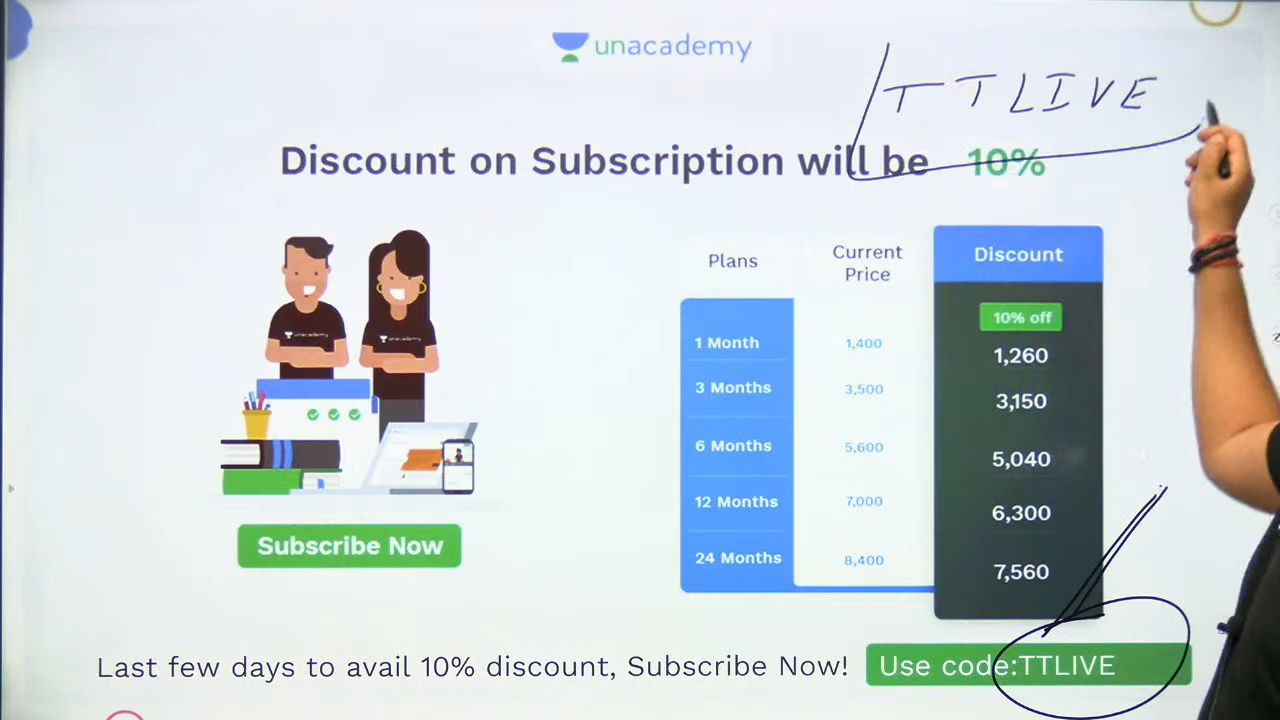 unacademy
TTLIVE
Discount on Subscription will be 10%
Plans Current Price Discount
10% off
1 Month 1,400 1,260
3 Months 3,500 3,150
6 Months 5,600 5,040
12 Months 7,000 6,300
24 Months 8,400 7,560
unacademy unacademy
Subscribe Now
Last few days to avail 10% discount, Subscribe Now! Use code:TTLIVE